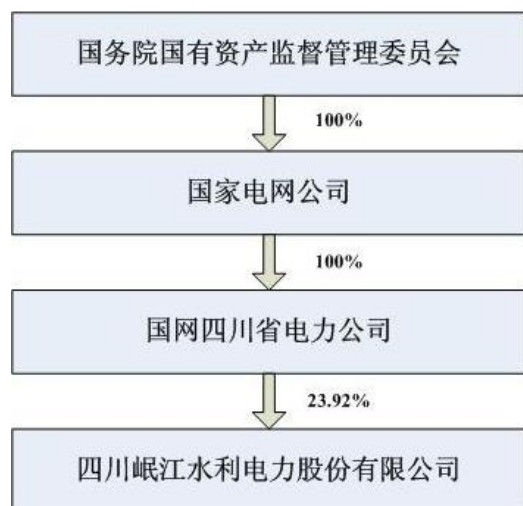 国务院国有资产监督管理委员会
100%
国家电网公司
100%
国网四川省电力公司
23.92%
四川岷江水利电力股份有限公司